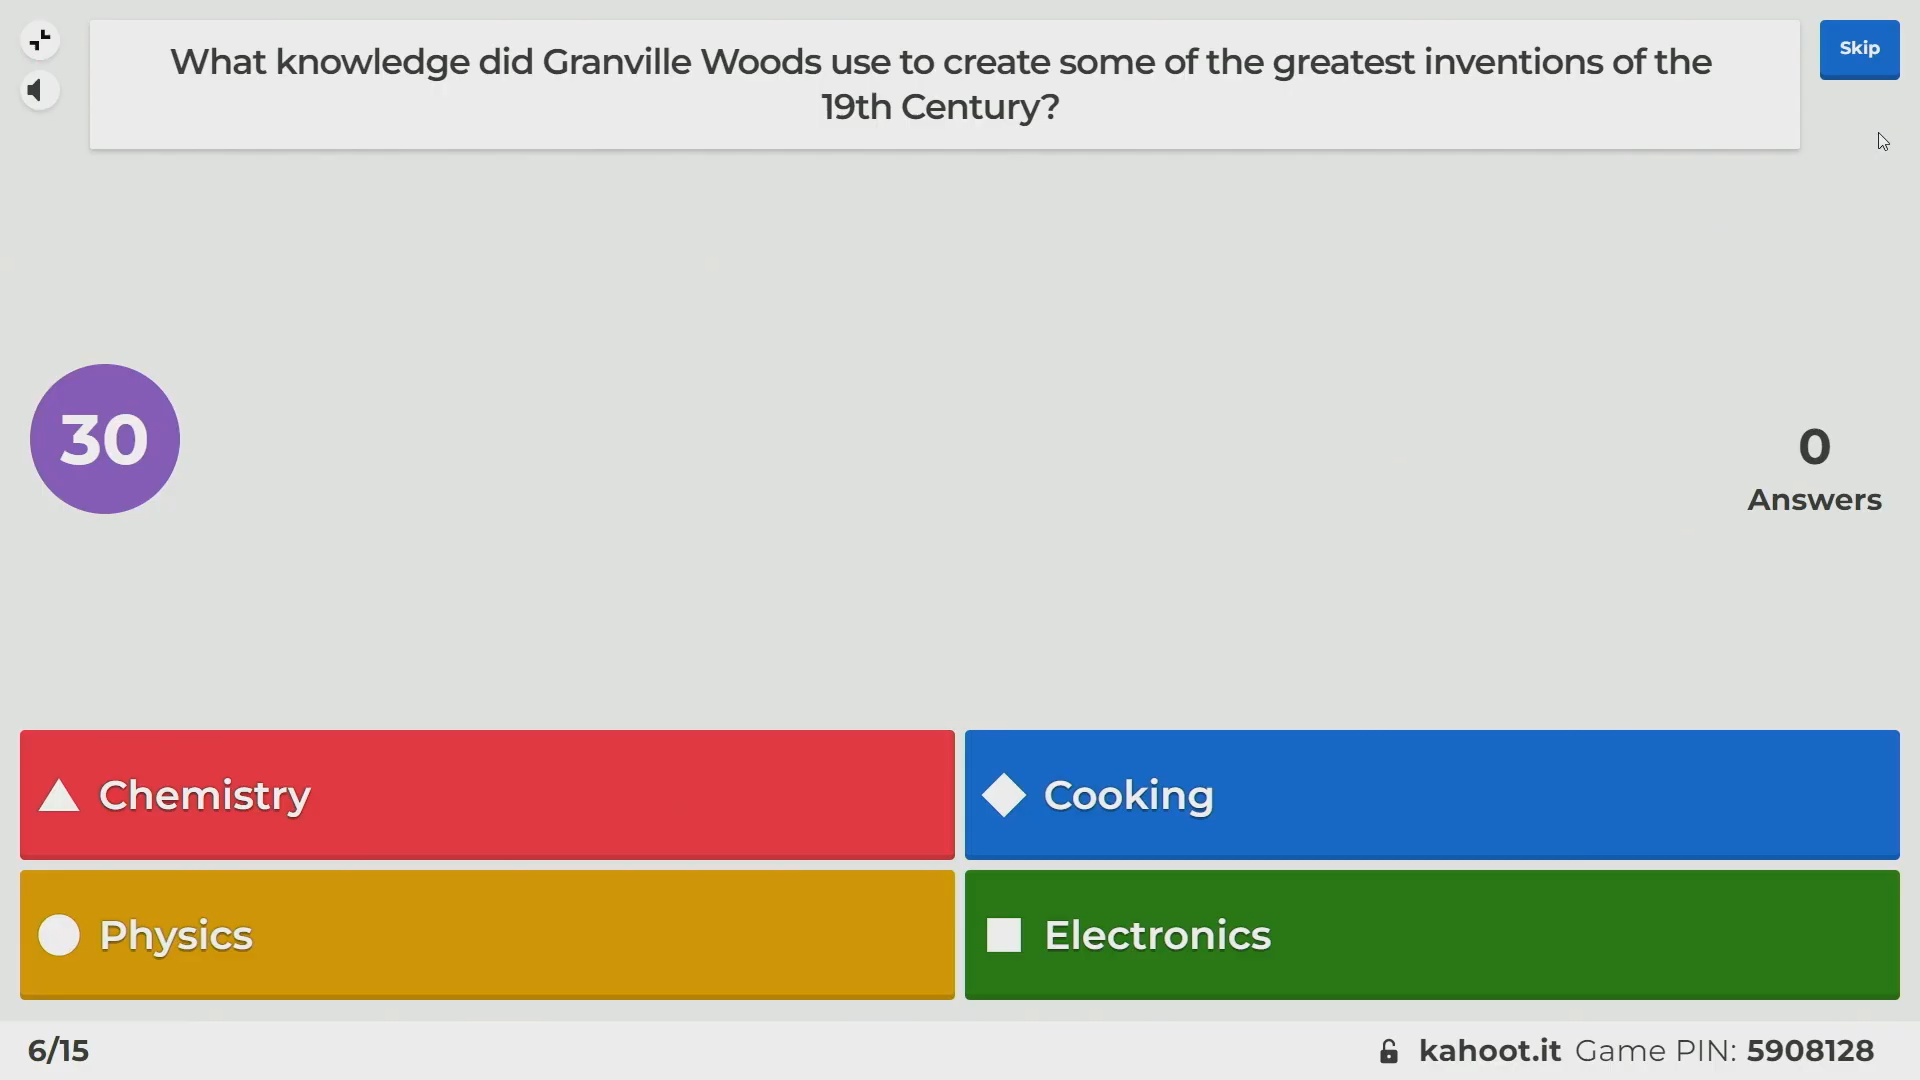 What knowledge did Granville Woods use to create some of the greatest inventions of the
19th Century?
Skip
30
0
Answers
Chemistry
Cooking
Physics
Electronics
6/15
kahoot.it Game PIN: 5908128